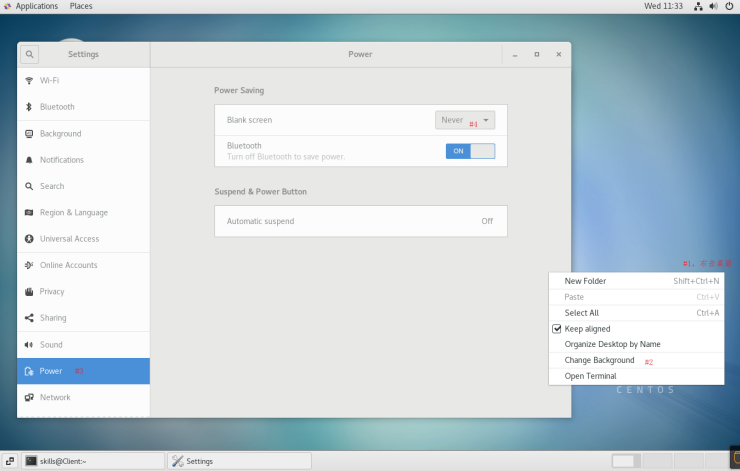 Applications Places Wed 11:33
Settings
Power
Wi-Fi
Bluetooth
Background
Notifications
Search
Region & Language
Universal Access
Online Accounts
Privacy
Sharing
Sound
Power #3
Network
Power Saving
Blank screen Never #4
Bluetooth ON
Turn off Bluetooth to save power.
Suspend & Power Button
Automatic suspend Off
#1、
New Folder Shift+Ctrl+N
Paste Ctrl+V
Select All Ctrl+A
Keep aligned
Organize Desktop by Name
Change Background #2
Open Terminal
CENTOS
skills@Client:~ Settings